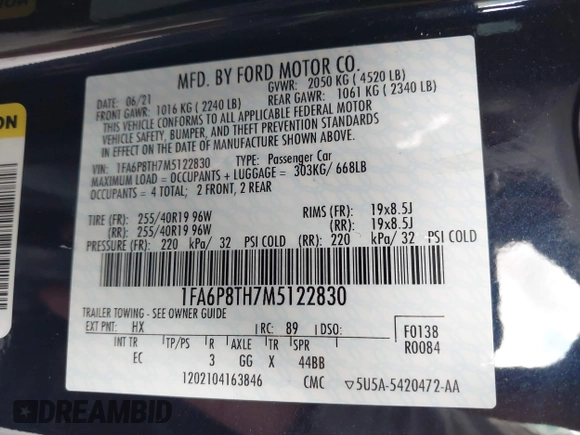 MFD. BY FORD MOTOR CO.
DATE: 06/21 GVWR: 2050 KG ( 4520 LB)
FRONT GAWR: 1016 KG ( 2240 LB) REAR GAWR: 1061 KG ( 2340 LB)
THIS VEHICLE CONFORMS TO ALL APPLICABLE FEDERAL MOTOR
VEHICLE SAFETY, BUMPER, AND THEFT PREVENTION STANDARDS
IN EFFECT ON THE DATE OF MANUFACTURE SHOWN ABOVE.
VIN: 1FA6P8TH7M5122830 TYPE: Passenger Car
MAXIMUM LOAD = OCCUPANTS + LUGGAGE = 303KG/ 668LB
OCCUPANTS = 4 TOTAL; 2 FRONT, 2 REAR
TIRE (FR): 255/40R19 96W RIMS (FR): 19x8.5J
(RR): 255/40R19 96W (RR): 19x8.5J
PRESSURE (FR): 220 kPa/ 32 PSI COLD (RR): 220 kPa/ 32 PSI COLD
1FA6P8TH7M5122830
TRAILER TOWING - SEE OWNER GUIDE
EXT PNT: HX RC: 89 DSO: F0138
INT TR TP/PS R AXLE TR SPR R0084
EC 3 GG X 44BB
1202104163846 CMC ▽5U5A-5420472-AA
ON
DREAMBID